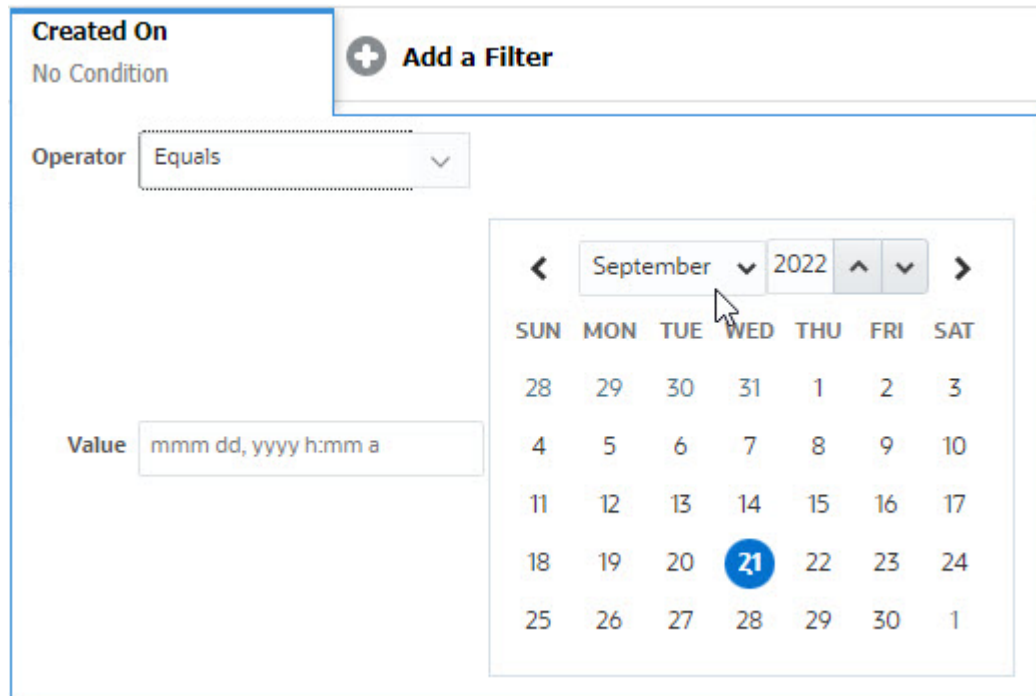 Created On
No Condition
Add a Filter
Operator Equals
September 2022
SUN MON TUE WED THU FRI SAT
28 29 30 31 1 2 3
Value mmm dd, yyyy h:mm a
4 5 6 7 8 9 10
11 12 13 14 15 16 17
18 19 20 21 22 23 24
25 26 27 28 29 30 1